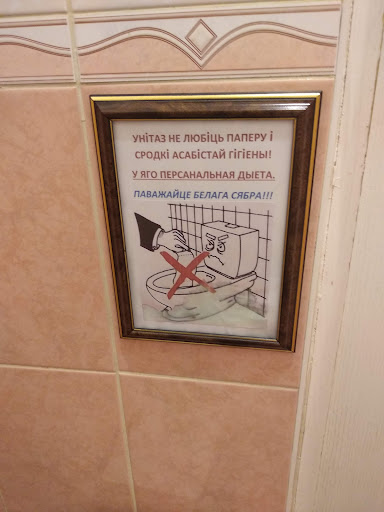 УНІТАЗ НЕ ЛЮБІЦЬ ПАПЕРУ І
СРОДКІ АСАБІСТАЙ ГІГІЕНЫ!
У ЯГО ПЕРСАНАЛЬНАЯ ДЫЕТА.
ПАВАЖАЙЦЕ БЕЛАГА СЯБРА!!!